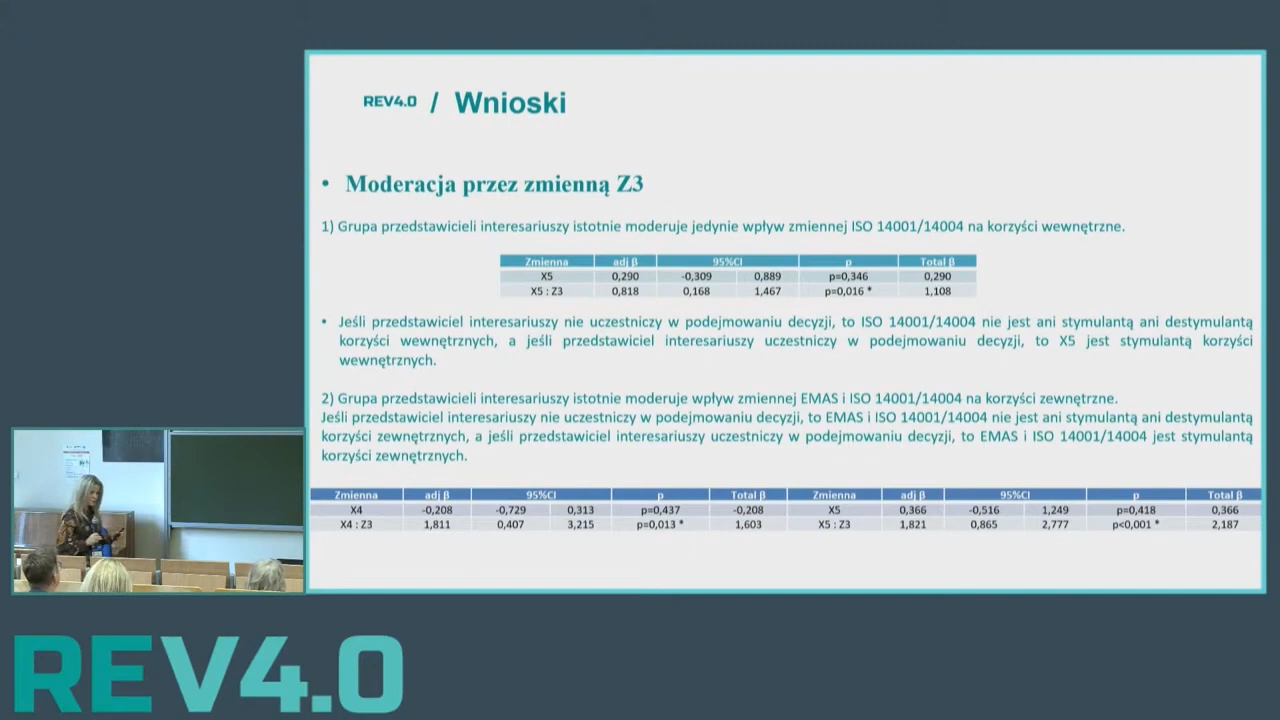 REV4.0 / Wnioski
• Moderacja przez zmienną Z3
1) Grupa przedstawicieli interesariuszy istotnie moderuje jedynie wpływ zmiennej ISO 14001/14004 na korzyści wewnętrzne.
Zmienna adj β 95%CI p Total β
X5 0,290 -0,309 0,889 p=0,346 0,290
X5 : Z3 0,818 0,168 1,467 p=0,016 * 1,108
• Jeśli przedstawiciel interesariuszy nie uczestniczy w podejmowaniu decyzji, to ISO 14001/14004 nie jest ani stymulantą ani destymulantą
korzyści wewnętrznych, a jeśli przedstawiciel interesariuszy uczestniczy w podejmowaniu decyzji, to X5 jest stymulantą korzyści
wewnętrznych.
2) Grupa przedstawicieli interesariuszy istotnie moderuje wpływ zmiennej EMAS i ISO 14001/14004 na korzyści zewnętrzne.
Jeśli przedstawiciel interesariuszy nie uczestniczy w podejmowaniu decyzji, to EMAS i ISO 14001/14004 nie jest ani stymulantą ani destymulantą
korzyści zewnętrznych, a jeśli przedstawiciel interesariuszy uczestniczy w podejmowaniu decyzji, to EMAS i ISO 14001/14004 jest stymulantą
korzyści zewnętrznych.
Zmienna adj β 95%CI p Total β Zmienna adj β 95%CI p Total β
X4 -0,208 -0,729 0,313 p=0,437 -0,208 X5 0,366 -0,516 1,249 p=0,418 0,366
X4 : Z3 1,811 0,407 3,215 p=0,013 * 1,603 X5 : Z3 1,821 0,865 2,777 p<0,001 * 2,187
REV4.0